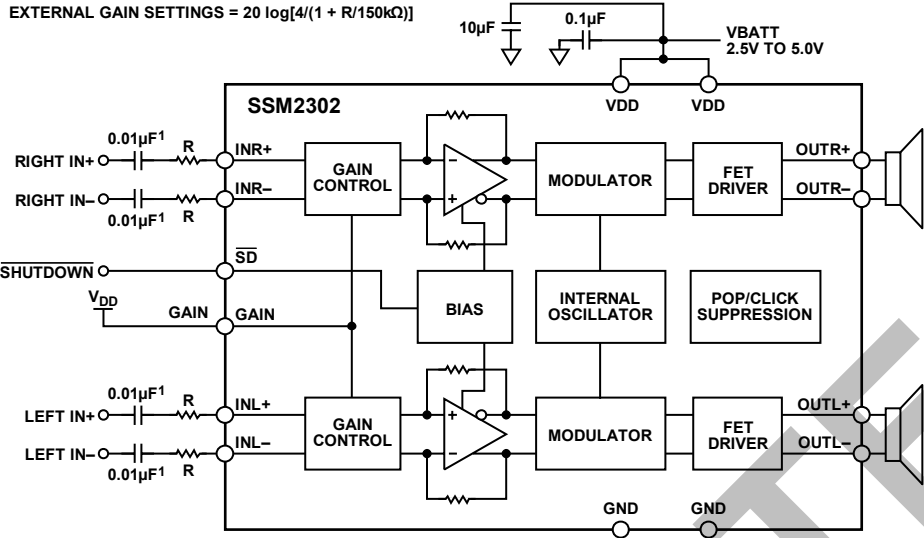 EXTERNAL GAIN SETTINGS = 20 log[4/(1 + R/150kΩ)]
10µF
0.1µF
VBATT
2.5V TO 5.0V
SSM2302
VDD
VDD
0.01µF¹
R
RIGHT IN+
INR+
RIGHT IN–
INR–
0.01µF¹
R
GAIN
CONTROL
–
+
MODULATOR
FET
DRIVER
OUTR+
OUTR–
SHUTDOWN
SD
VDD
GAIN
GAIN
BIAS
INTERNAL
OSCILLATOR
POP/CLICK
SUPPRESSION
0.01µF¹
R
LEFT IN+
INL+
LEFT IN–
INL–
0.01µF¹
R
GAIN
CONTROL
+
–
MODULATOR
FET
DRIVER
OUTL+
OUTL–
GND
GND